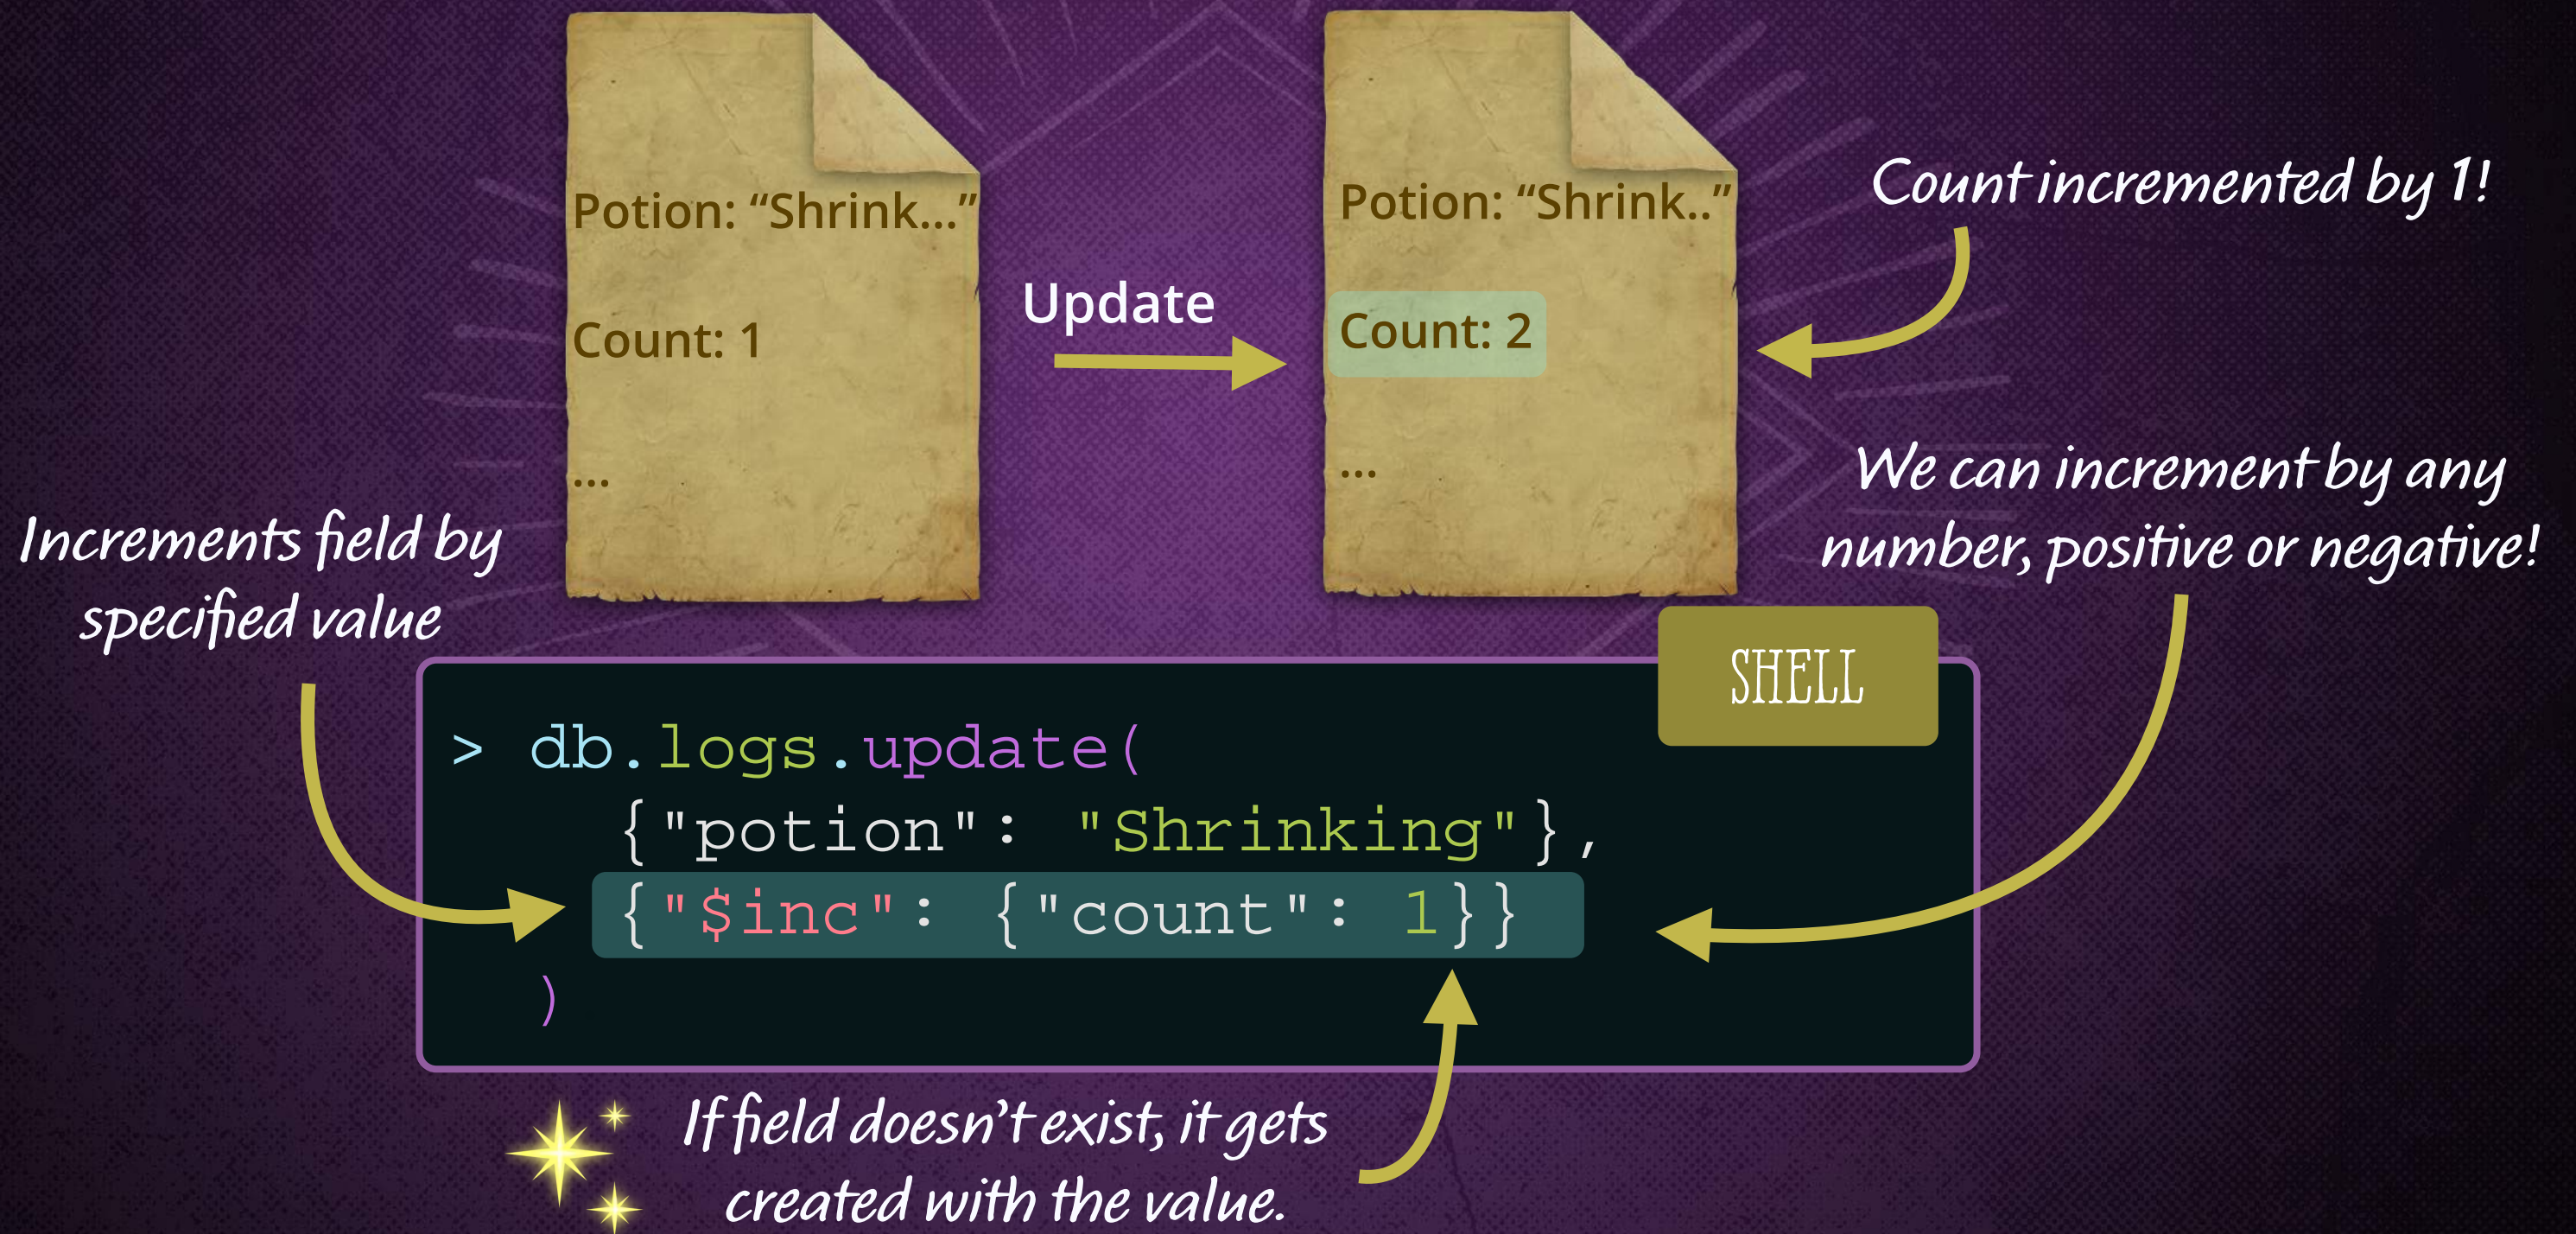 Potion: “Shrink...”
Count: 1
...
Update
Potion: “Shrink..”
Count: 2
...
Count incremented by 1!
We can increment by any
number, positive or negative!
Increments field by
specified value
SHELL
> db.logs.update(
{"potion": "Shrinking"},
{"$inc": {"count": 1}}
)
If field doesn’t exist, it gets
created with the value.